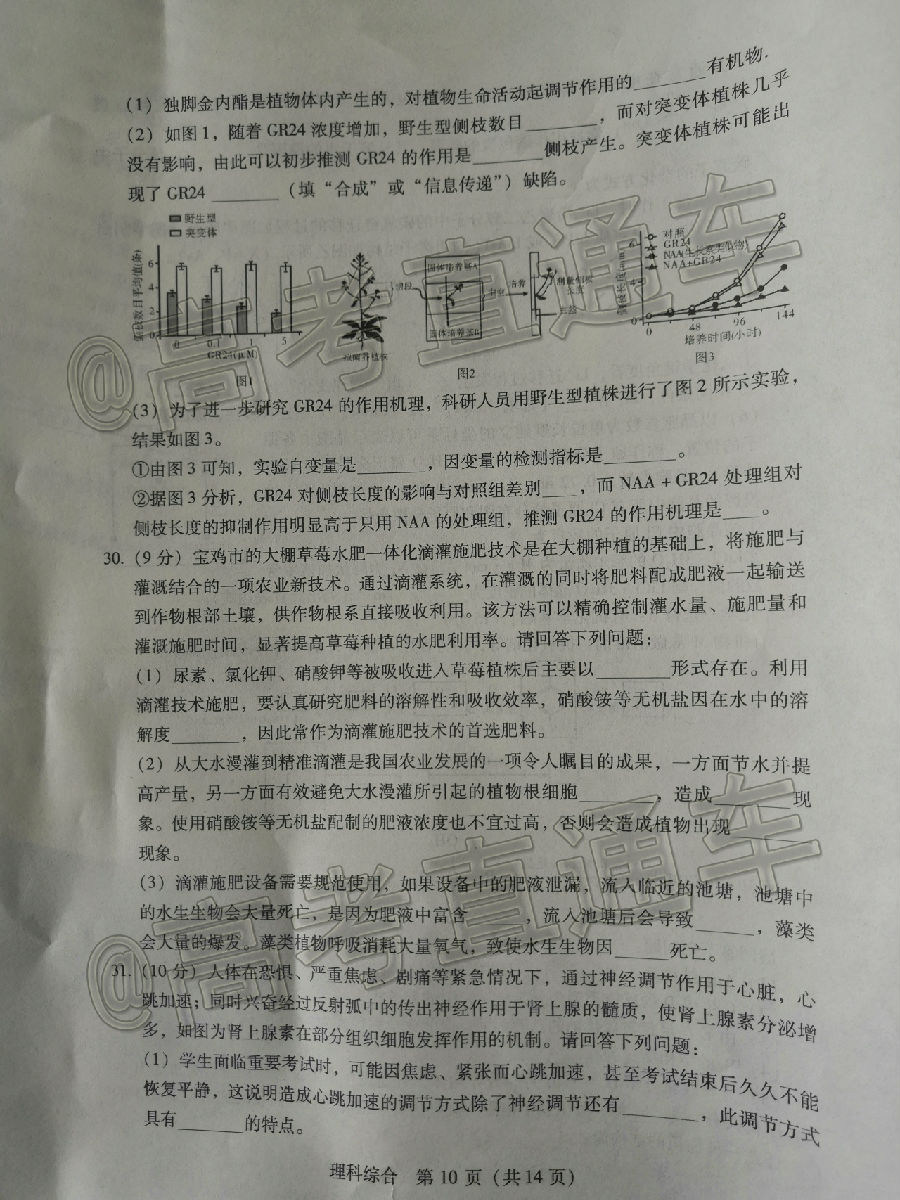 (1) 独脚金内酯是植物体内产生的，对植物生命活动起调节作用的______有机物.
(2) 如图1，随着GR24浓度增加，野生型侧枝数目______，而对突变体植株几乎
没有影响，由此可以初步推测GR24的作用是______侧枝产生。突变体植株可能出
现了GR24 ______（填“合成”或“信息传递”）缺陷。
野生型
突变体
6
4
2
0
0 0.1 1 5
GR24(μM)
图1
固体培养基A
培养
图2
对照
GR24
NAA+GR24
0 48 96 144
培养时间(小时)
图3
(3) 为了进一步研究GR24的作用机理，科研人员用野生型植株进行了图2所示实验，
结果如图3。
①由图3可知，实验自变量是______，因变量的检测指标是______。
②据图3分析，GR24对侧枝长度的影响与对照组差别____，而NAA+GR24处理组对
侧枝长度的抑制作用明显高于只用NAA的处理组，推测GR24的作用机理是____。
30. (9分) 宝鸡市的大棚草莓水肥一体化滴灌施肥技术是在大棚种植的基础上，将施肥与
灌溉结合的一项农业新技术。通过滴灌系统，在灌溉的同时将肥料配成肥液一起输送
到作物根部土壤，供作物根系直接吸收利用。该方法可以精确控制灌水量、施肥量和
灌溉施肥时间，显著提高草莓种植的水肥利用率。请回答下列问题：
(1) 尿素、氯化钾、硝酸钾等被吸收进入草莓植株后主要以______形式存在。利用
滴灌技术施肥，要认真研究肥料的溶解性和吸收效率，硝酸铵等无机盐因在水中的溶
解度______，因此常作为滴灌施肥技术的首选肥料。
(2) 从大水漫灌到精准滴灌是我国农业发展的一项令人瞩目的成果，一方面节水并提
高产量，另一方面有效避免大水漫灌所引起的植物根细胞______，造成______现
象。使用硝酸铵等无机盐配制的肥液浓度也不宜过高，否则会造成植物出现______
现象。
(3) 滴灌施肥设备需要规范使用，如果设备中的肥液泄漏，流入临近的池塘，池塘中
的水生生物会大量死亡，是因为肥液中富含______，流入池塘后会导致______，藻类
会大量的爆发。藻类植物呼吸消耗大量氧气，致使水生生物因______死亡。
31. (10分) 人体在恐惧、严重焦虑、剧痛等紧急情况下，通过神经调节作用于心脏，心
跳加速；同时兴奋经过反射弧中的传出神经作用于肾上腺的髓质，使肾上腺素分泌增
多，如图为肾上腺素在部分组织细胞发挥作用的机制。请回答下列问题：
(1) 学生面临重要考试时，可能因焦虑、紧张而心跳加速，甚至考试结束后久久不能
恢复平静，这说明造成心跳加速的调节方式除了神经调节还有______，此调节方式
具有______的特点。
理科综合 第10页（共14页）
@高考直通车
@高考直通车